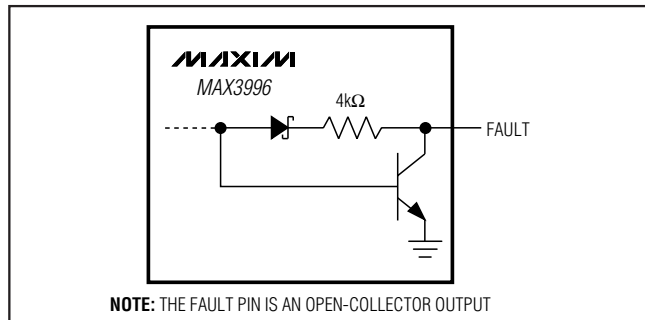 MAXIM
MAX3996
4kΩ
FAULT
NOTE: THE FAULT PIN IS AN OPEN-COLLECTOR OUTPUT